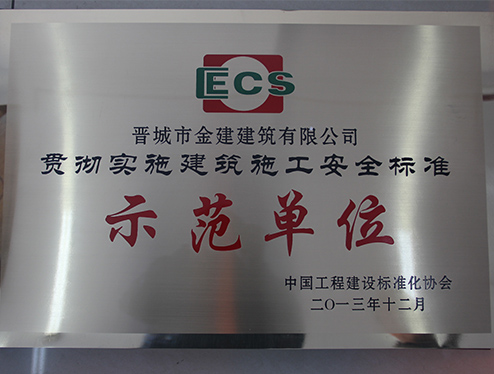 CECS
晋城市金建建筑有限公司
贯彻实施建筑施工安全标准
示范单位
中国工程建设标准化协会
二〇一三年十二月